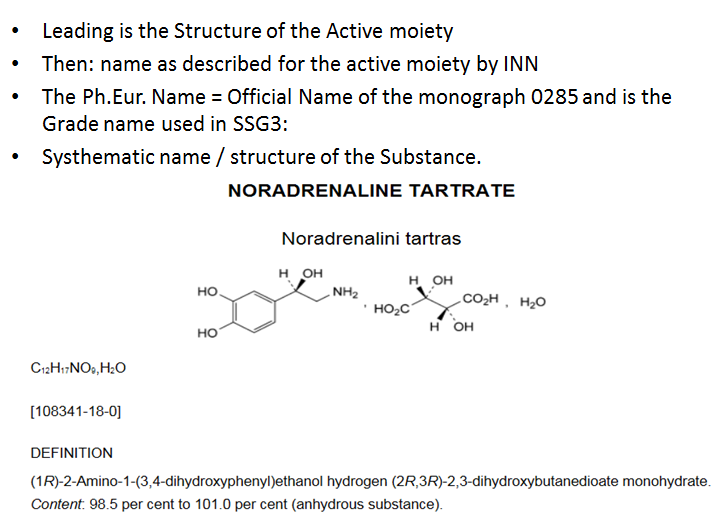 • Leading is the Structure of the Active moiety
• Then: name as described for the active moiety by INN
• The Ph.Eur. Name = Official Name of the monograph 0285 and is the
Grade name used in SSG3:
• Systhematic name / structure of the Substance.
NORADRENALINE TARTRATE
Noradrenalini tartras
H OH
HO
NH₂
HO
.
H OH
HO₂C
CO₂H
H OH
. H₂O
C₁₂H₁₇NO₉,H₂O
[108341-18-0]
DEFINITION
(1R)-2-Amino-1-(3,4-dihydroxyphenyl)ethanol hydrogen (2R,3R)-2,3-dihydroxybutanedioate monohydrate.
Content: 98.5 per cent to 101.0 per cent (anhydrous substance).